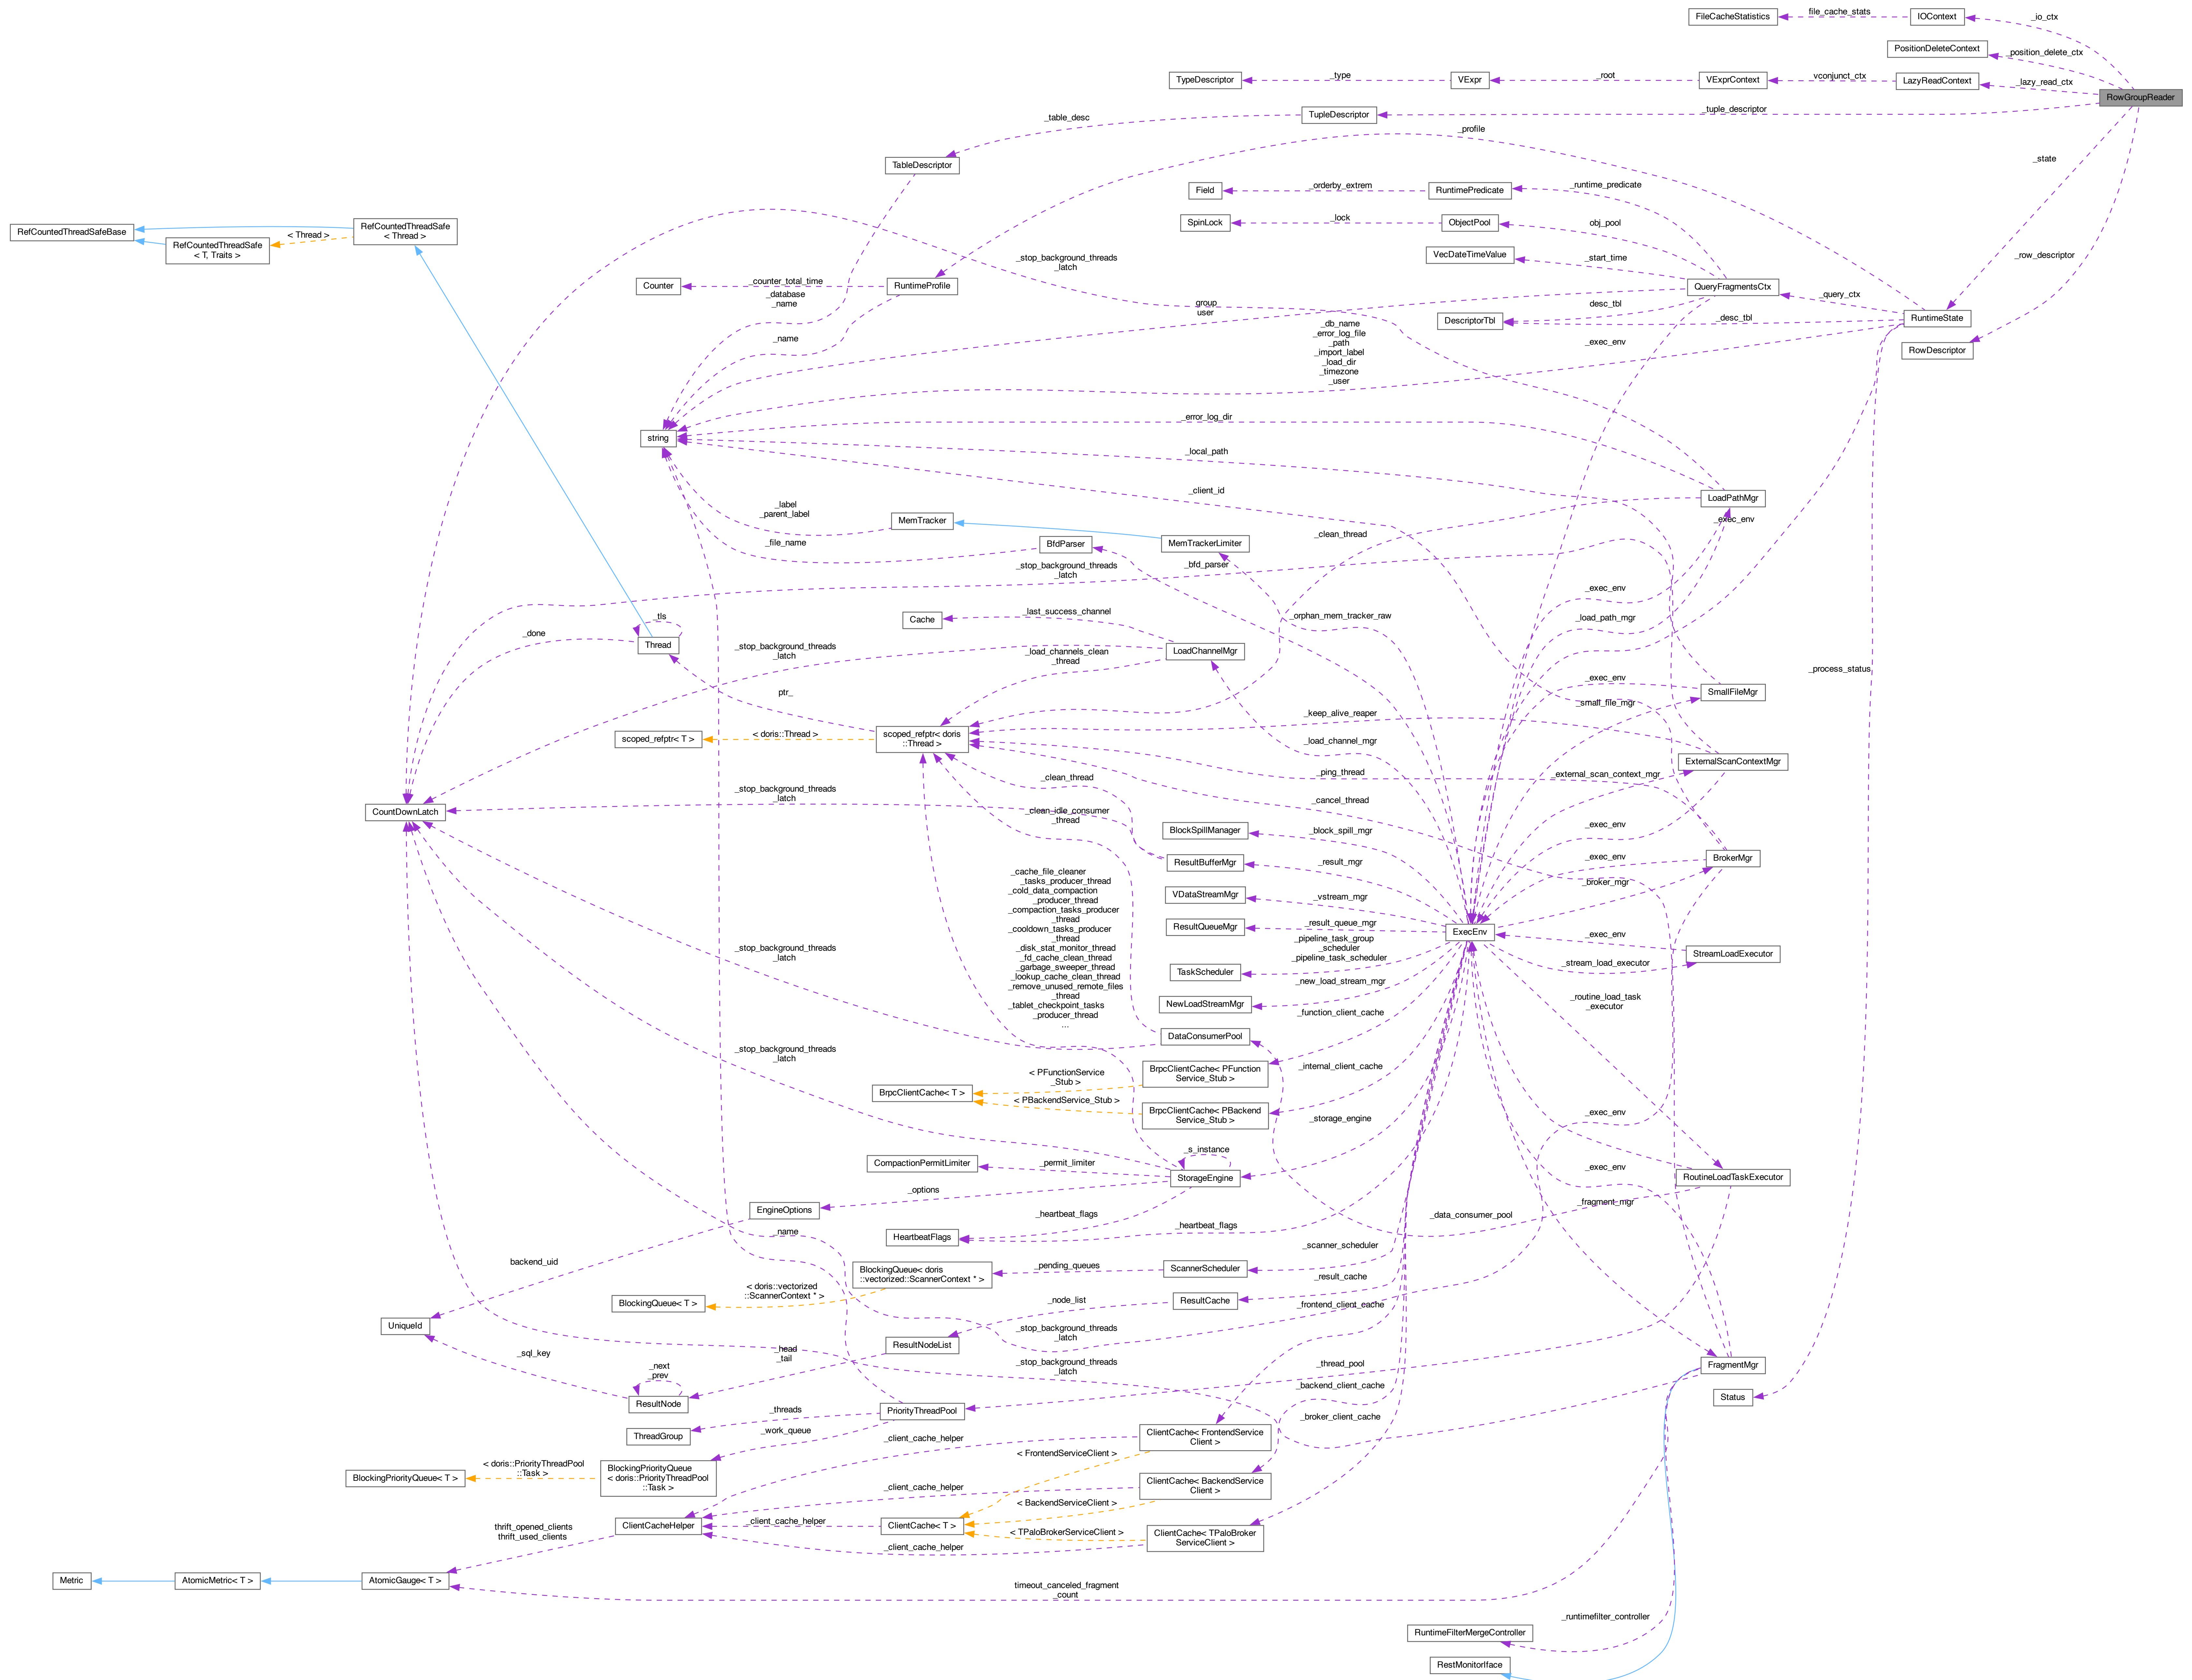 FileCacheStatistics
file_cache_stats
IOContext
_io_ctx
PositionDeleteContext
_position_delete_ctx
TypeDescriptor
_type
VExpr
_root
VExprContext
vconjunct_ctx
LazyReadContext
_lazy_read_ctx
RowGroupReader
_table_desc
TupleDescriptor
_tuple_descriptor
_profile
TableDescriptor
_state
Field
_orderby_extrem
RuntimePredicate
_runtime_predicate
SpinLock
_lock
ObjectPool
obj_pool
RefCountedThreadSafeBase
RefCountedThreadSafe
< T, Traits >
< Thread >
RefCountedThreadSafe
< Thread >
_stop_background_threads
_latch
VecDateTimeValue
_start_time
_row_descriptor
Counter
_counter_total_time
RuntimeProfile
QueryFragmentsCtx
_query_ctx
_database
_name
group
user
desc_tbl
DescriptorTbl
_desc_tbl
RuntimeState
_name
_db_name
_error_log_file
_path
_import_label
_load_dir
_timezone
_user
_exec_env
RowDescriptor
string
_error_log_dir
_local_path
_client_id
LoadPathMgr
_label
_parent_label
MemTracker
_exec_env
_file_name
BfdParser
MemTrackerLimiter
_clean_thread
_stop_background_threads
_latch
_bfd_parser
_exec_env
_tls
Cache
_last_success_channel
_orphan_mem_tracker_raw
_load_path_mgr
_done
Thread
_stop_background_threads
_latch
_load_channels_clean
_thread
LoadChannelMgr
_process_status
ptr_
_exec_env
SmallFileMgr
_small_file_mgr
_keep_alive_reaper
scoped_refptr< T >
< doris::Thread >
scoped_refptr< doris
::Thread >
_load_channel_mgr
_ping_thread
_external_scan_context_mgr
ExternalScanContextMgr
_clean_thread
_stop_background_threads
_latch
_cancel_thread
CountDownLatch
_clean_idle_consumer
_thread
BlockSpillManager
_block_spill_mgr
_exec_env
ResultBufferMgr
_result_mgr
_exec_env
BrokerMgr
_broker_mgr
_cache_file_cleaner
_tasks_producer_thread
_cold_data_compaction
_producer_thread
_compaction_tasks_producer
_thread
_cooldown_tasks_producer
_thread
_disk_stat_monitor_thread
_fd_cache_clean_thread
_garbage_sweeper_thread
_lookup_cache_clean_thread
_remove_unused_remote_files
_thread
_tablet_checkpoint_tasks
_producer_thread
...
VDataStreamMgr
_vstream_mgr
ResultQueueMgr
_result_queue_mgr
ExecEnv
_exec_env
_stop_background_threads
_latch
_pipeline_task_group
_scheduler
_pipeline_task_scheduler
TaskScheduler
StreamLoadExecutor
_stream_load_executor
NewLoadStreamMgr
_new_load_stream_mgr
_routine_load_task
_executor
_function_client_cache
DataConsumerPool
_stop_background_threads
_latch
_internal_client_cache
< PFunctionService
_Stub >
BrpcClientCache< PFunction
Service_Stub >
BrpcClientCache< T >
< PBackendService_Stub >
BrpcClientCache< PBackend
Service_Stub >
_storage_engine
_exec_env
_s_instance
CompactionPermitLimiter
_permit_limiter
StorageEngine
_exec_env
RoutineLoadTaskExecutor
_options
EngineOptions
_heartbeat_flags
HeartbeatFlags
_heartbeat_flags
_data_consumer_pool
_fragment_mgr
_name
backend_uid
_scanner_scheduler
BlockingQueue< doris
::vectorized::ScannerContext * >
_pending_queues
ScannerScheduler
_result_cache
< doris::vectorized
::ScannerContext * >
BlockingQueue< T >
_node_list
ResultCache
_frontend_client_cache
UniqueId
_stop_background_threads
_latch
ResultNodeList
_sql_key
_head
_tail
_next
_prev
_stop_background_threads
_latch
_thread_pool
FragmentMgr
ResultNode
_backend_client_cache
Status
_threads
PriorityThreadPool
_broker_client_cache
ThreadGroup
_work_queue
_client_cache_helper
ClientCache< FrontendService
Client >
< FrontendServiceClient >
BlockingPriorityQueue< T >
< doris::PriorityThreadPool
::Task >
BlockingPriorityQueue
< doris::PriorityThreadPool
::Task >
_client_cache_helper
ClientCache< BackendService
Client >
< BackendServiceClient >
thrift_opened_clients
thrift_used_clients
ClientCacheHelper
_client_cache_helper
ClientCache< T >
< TPaloBrokerServiceClient >
_client_cache_helper
ClientCache< TPaloBroker
ServiceClient >
Metric
AtomicMetric< T >
AtomicGauge< T >
timeout_canceled_fragment
_count
_runtimefilter_controller
RuntimeFilterMergeController
RestMonitorIface